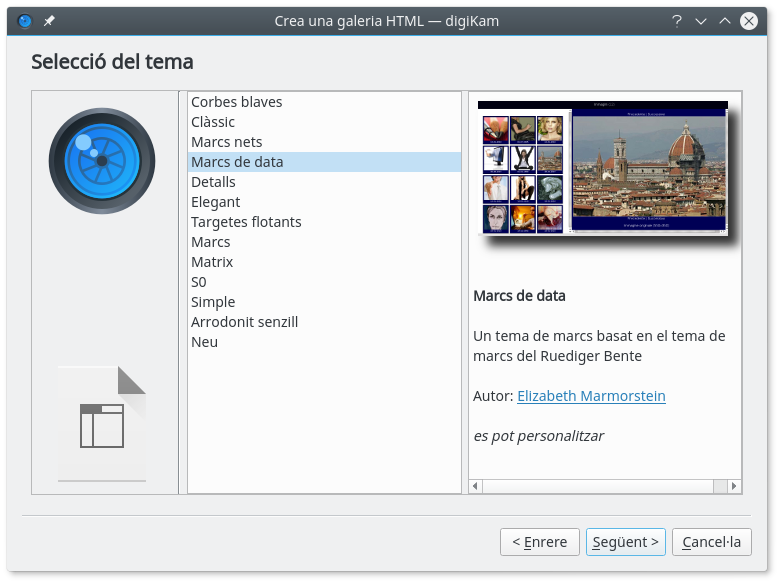 Crea una galeria HTML — digiKam
Selecció del tema
Corbes blaves
Clàssic
Marcs nets
Marcs de data
Detalls
Elegant
Targetes flotants
Marcs
Matrix
S0
Simple
Arrodonit senzill
Neu
Marcs de data
Un tema de marcs basat en el tema de
marcs del Ruediger Bente
Autor: Elizabeth Marmorstein
es pot personalitzar
< Enrere
Següent >
Cancel·la